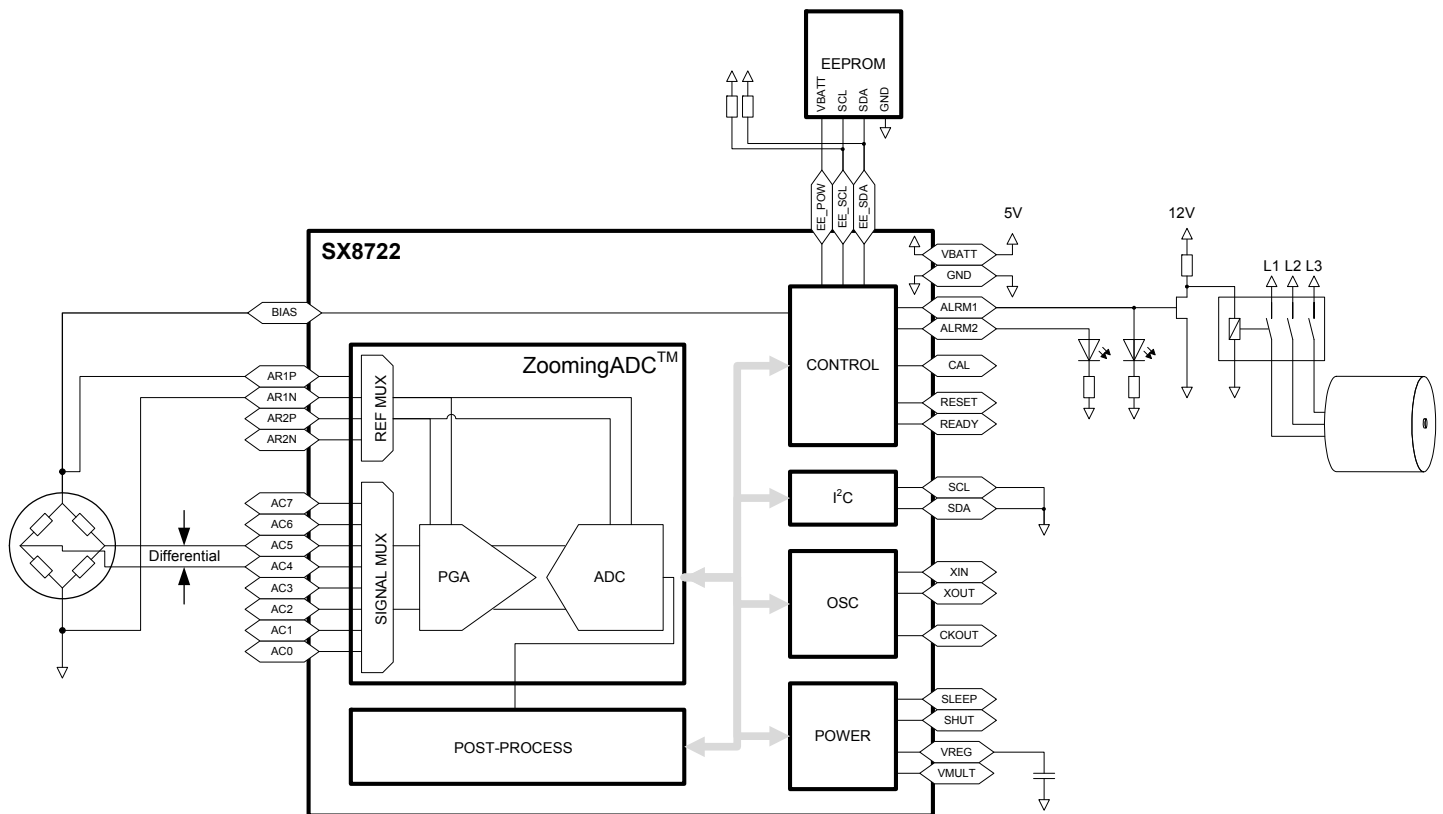 EEPROM
VBATT
SCL
SDA
GND
EE_POW
EE_SCL
EE_SDA
5V
12V
SX8722
VBATT
GND
L1 L2 L3
BIAS
ALRM1
ALRM2
ZoomingADC™
CONTROL
CAL
AR1P
AR1N
AR2P
AR2N
REF MUX
RESET
READY
I²C
SCL
SDA
AC7
AC6
AC5
AC4
AC3
AC2
AC1
AC0
Differential
SIGNAL MUX
PGA
ADC
OSC
XIN
XOUT
CKOUT
POST-PROCESS
POWER
SLEEP
SHUT
VREG
VMULT